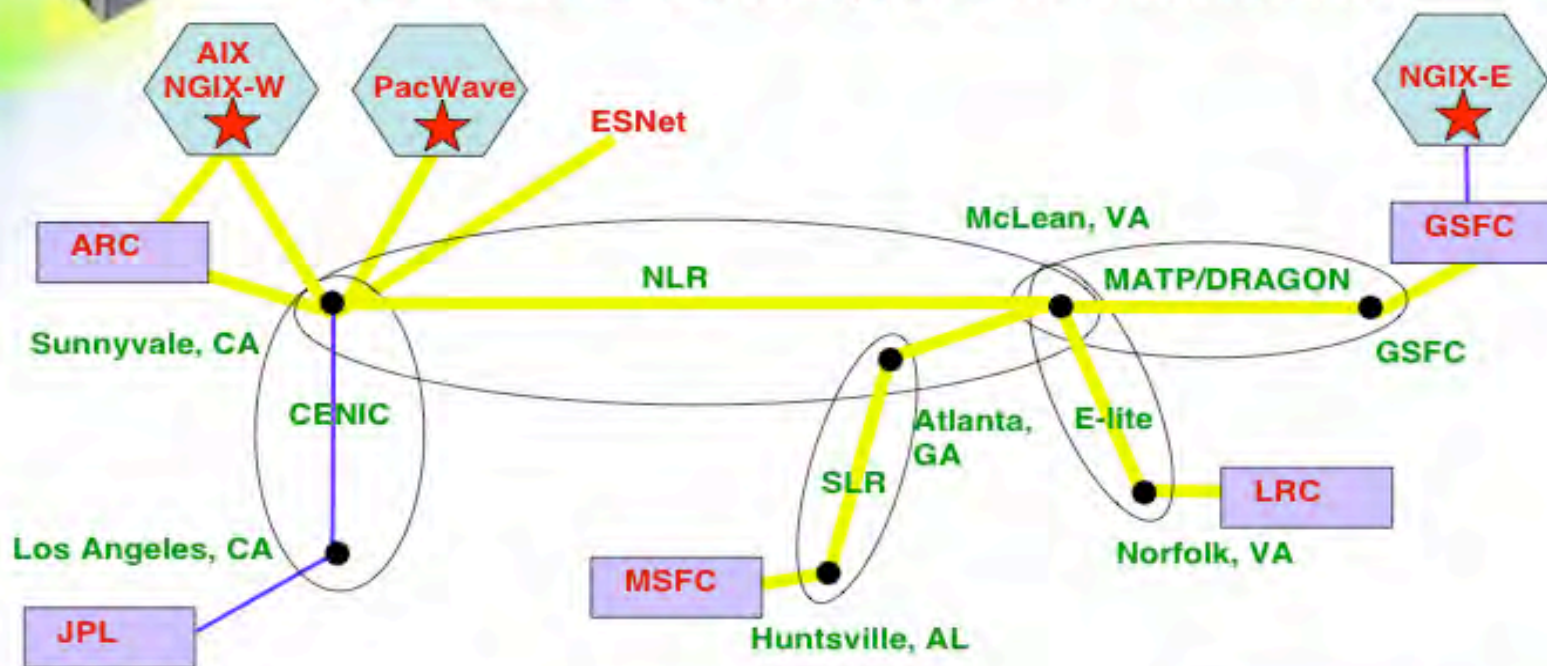 AIX
NGIX-W
PacWave
NGIX-E
ESNet
McLean, VA
ARC
GSFC
NLR
MATP/DRAGON
Sunnyvale, CA
GSFC
CENIC
Atlanta,
GA
E-lite
SLR
LRC
Los Angeles, CA
Norfolk, VA
MSFC
JPL
Huntsville, AL